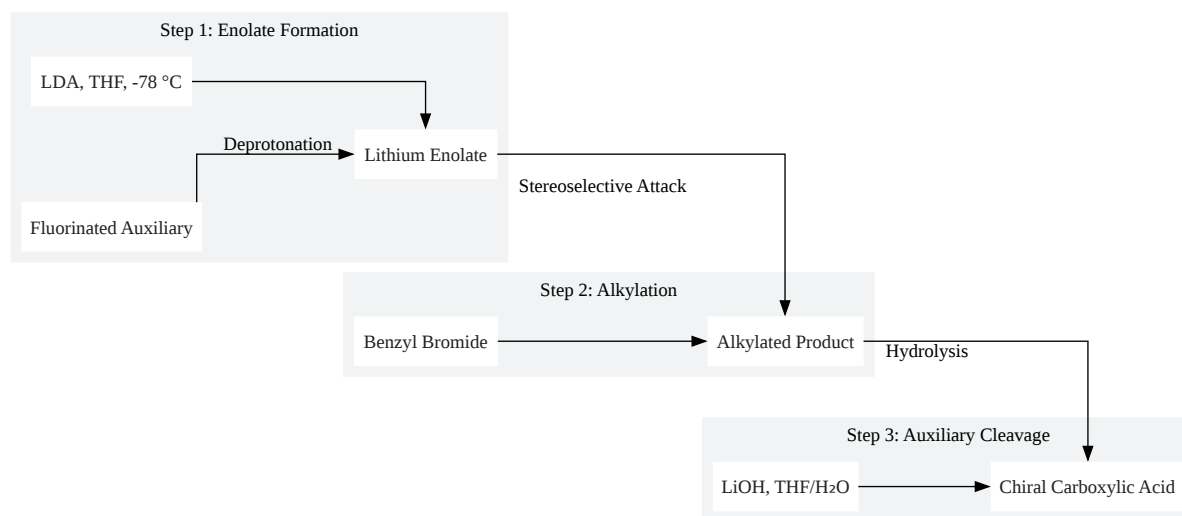 Step 1: Enolate Formation
LDA, THF, -78 °C
Deprotonation
Lithium Enolate
Fluorinated Auxiliary
Stereoselective Attack
Step 2: Alkylation
Benzyl Bromide
Alkylated Product
Hydrolysis
Step 3: Auxiliary Cleavage
LiOH, THF/H₂O
Chiral Carboxylic Acid